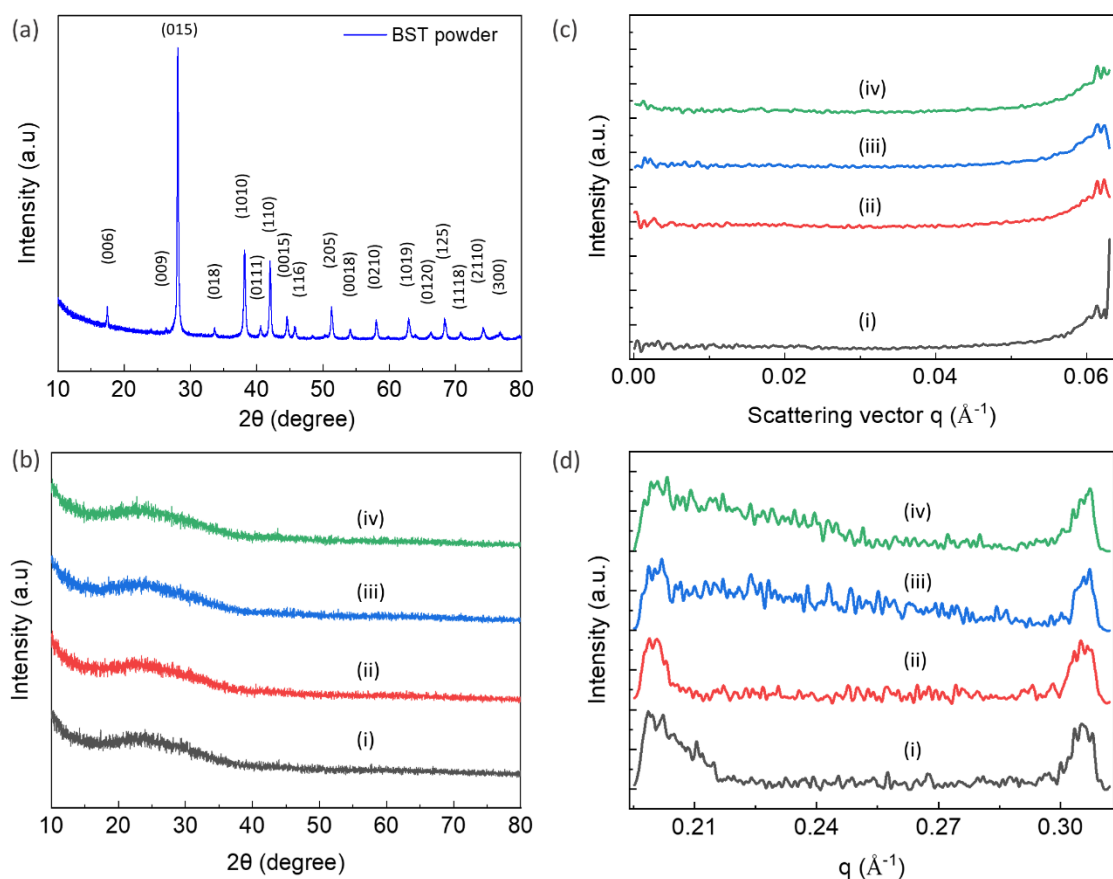 (a)
BST powder
(015)
(006)
(009)
(018)
(1010)
(0111)
(110)
(0015)
(116)
(205)
(0018)
(0210)
(1019)
(0120)
(125)
(1118)
(2110)
(300)
Intensity (a.u)
10 20 30 40 50 60 70 80
2θ (degree)
(c)
(iv)
(iii)
(ii)
(i)
Intensity (a.u.)
0.00 0.02 0.04 0.06
Scattering vector q (Å⁻¹)
(b)
(iv)
(iii)
(ii)
(i)
Intensity (a.u)
10 20 30 40 50 60 70 80
2θ (degree)
(d)
(iv)
(iii)
(ii)
(i)
Intensity (a.u.)
0.21 0.24 0.27 0.30
q (Å⁻¹)